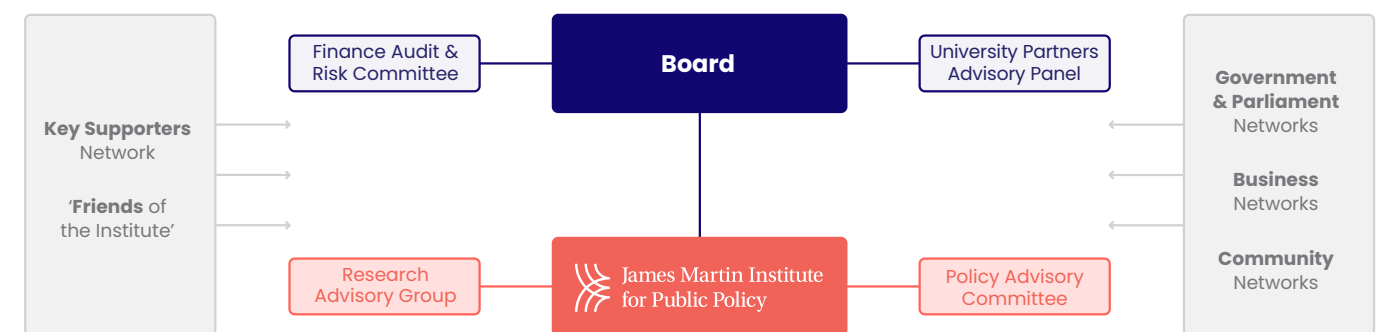 Key Supporters
Network
‘Friends of
the Institute’
Finance Audit &
Risk Committee
Board
University Partners
Advisory Panel
Research
Advisory Group
James Martin Institute
for Public Policy
Policy Advisory
Committee
Government
& Parliament
Networks
Business
Networks
Community
Networks